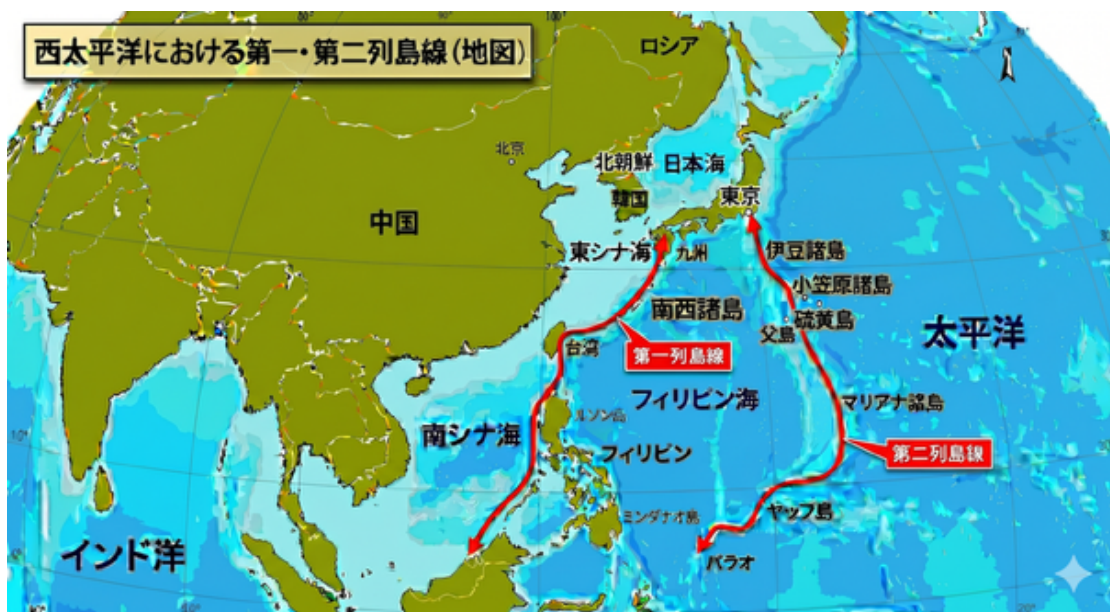 西太平洋における第一・第二列島線(地図)
ロシア
北京
北朝鮮
日本海
韓国
東京
中国
東シナ海
九州
伊豆諸島
小笠原諸島
南西諸島
硫黄島
父島
太平洋
台湾
第一列島線
フィリピン海
マリアナ諸島
ルソン島
南シナ海
フィリピン
第二列島線
ミンダナオ島
ヤップ島
インド洋
パラオ
100°
10°